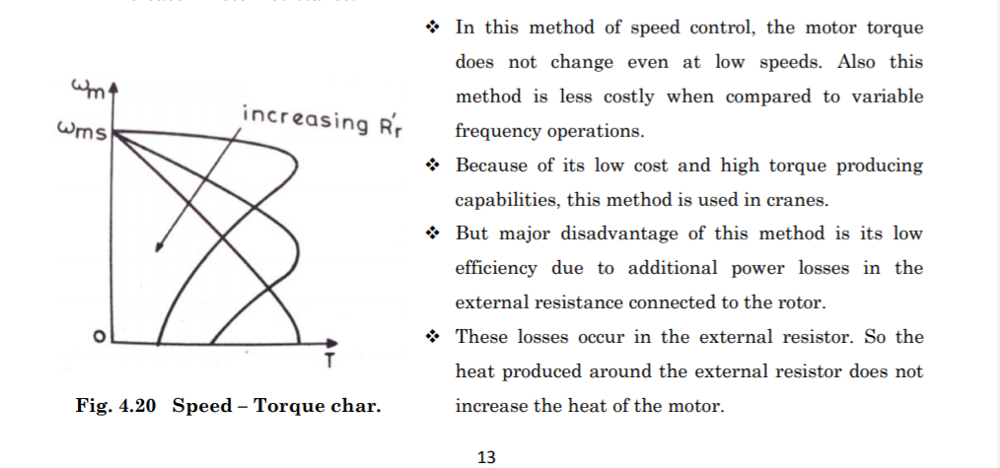 ωm
ωms
increasing R'r
O
T
Fig. 4.20 Speed – Torque char.
❖ In this method of speed control, the motor torque
does not change even at low speeds. Also this
method is less costly when compared to variable
frequency operations.
❖ Because of its low cost and high torque producing
capabilities, this method is used in cranes.
❖ But major disadvantage of this method is its low
efficiency due to additional power losses in the
external resistance connected to the rotor.
❖ These losses occur in the external resistor. So the
heat produced around the external resistor does not
increase the heat of the motor.
13